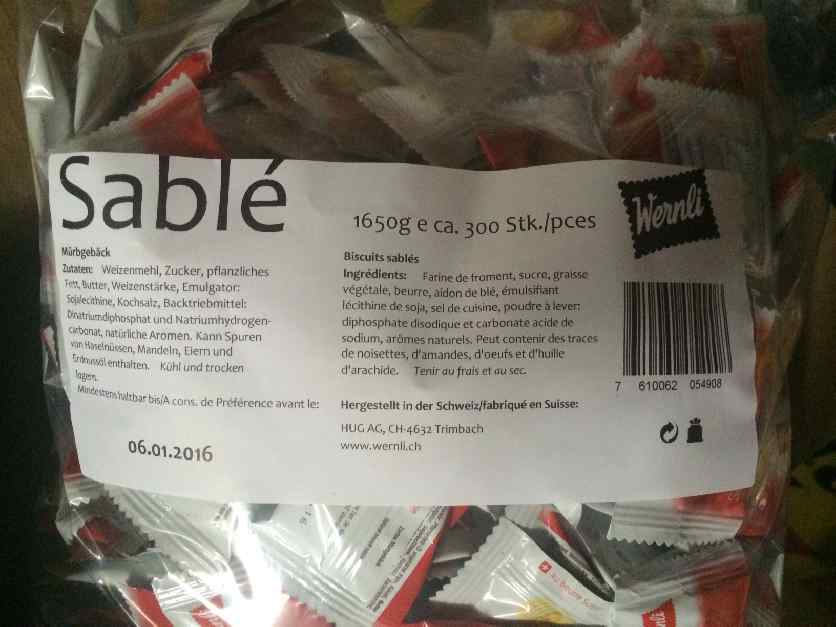 Sablé
1650g e ca. 300 Stk./pces
Wernli
Mürbgebäck
Zutaten: Weizenmehl, Zucker, pflanzliches
Fett, Butter, Weizenstärke, Emulgator:
Sojalecithine, Kochsalz, Backtriebmittel:
Dinatriumdiphosphat und Natriumhydrogen-
carbonat, natürliche Aromen. Kann Spuren
von Haselnüssen, Mandeln, Eiern und
Erdnussöl enthalten. Kühl und trocken
lagern.
Mindestens haltbar bis/A cons. de Préférence avant le:
06.01.2016
Biscuits sablés
Ingrédients: Farine de froment, sucre, graisse
végétale, beurre, aidon de blé, émulsifiant
lécithine de soja, sel de cuisine, poudre à lever:
diphosphate disodique et carbonate acide de
sodium, arômes naturels. Peut contenir des traces
de noisettes, d'amandes, d'oeufs et d'huile
d'arachide. Tenir au frais et au sec.
Hergestellt in der Schweiz/fabriqué en Suisse:
HUG AG, CH-4632 Trimbach
www.wernli.ch
7 610062 054908
Wernli